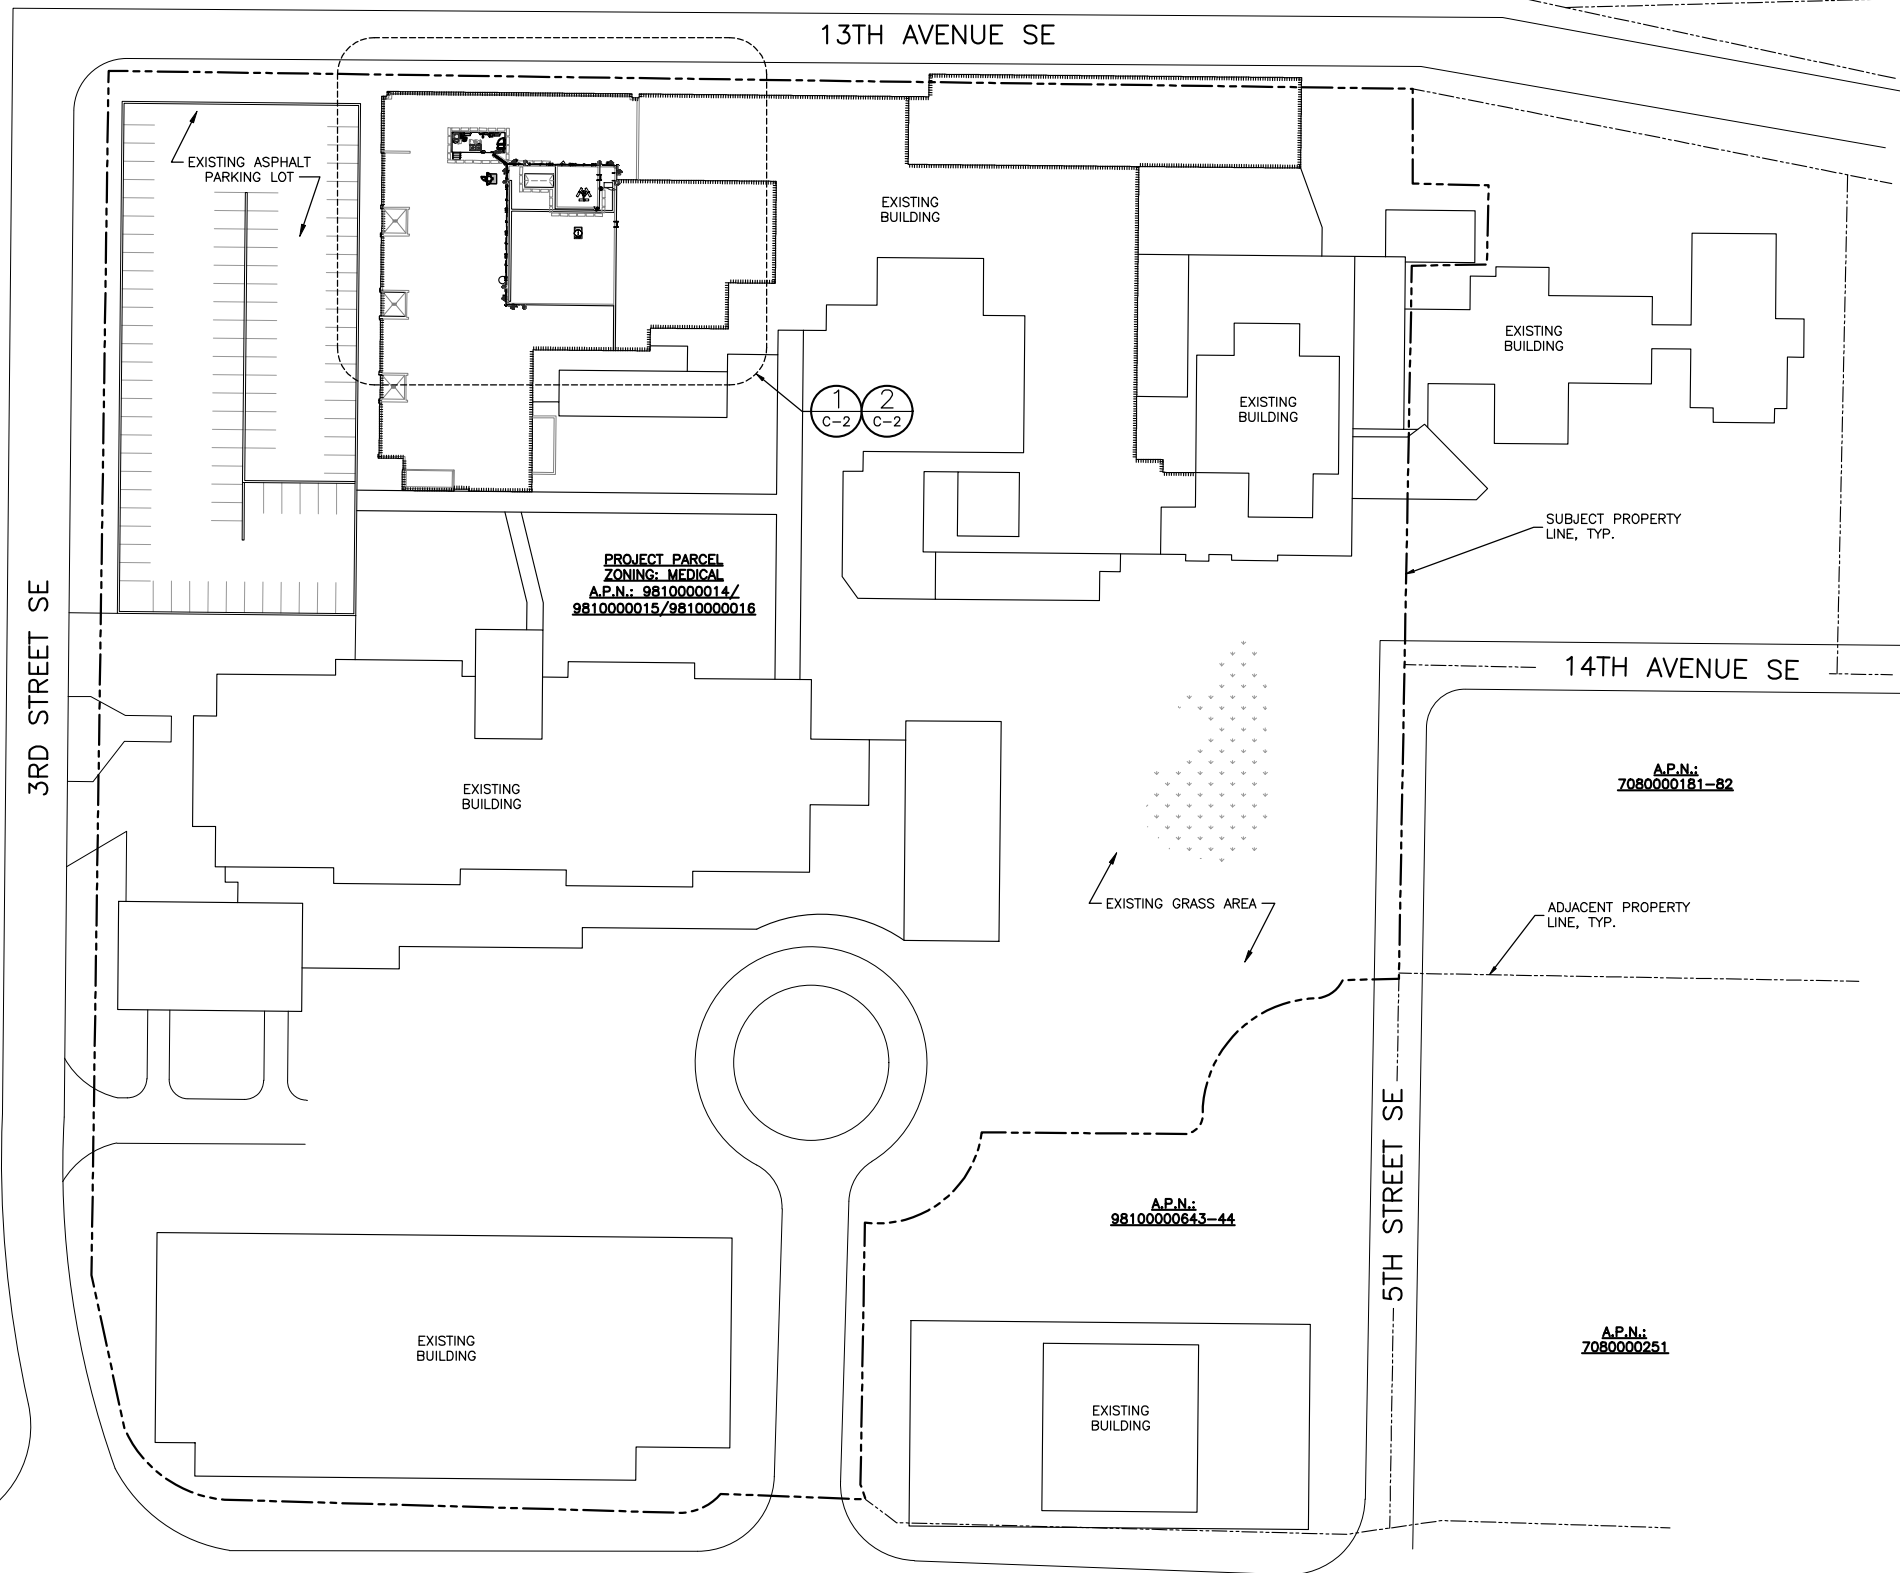 13TH AVENUE SE
EXISTING ASPHALT
PARKING LOT
EXISTING
BUILDING
EXISTING
BUILDING
EXISTING
BUILDING
1
C-2
2
C-2
SUBJECT PROPERTY
LINE, TYP.
PROJECT PARCEL
ZONING: MEDICAL
A.P.N.: 9810000014/
9810000015/9810000016
3RD STREET SE
14TH AVENUE SE
A.P.N.:
7080000181-82
EXISTING
BUILDING
EXISTING GRASS AREA
ADJACENT PROPERTY
LINE, TYP.
5TH STREET SE
A.P.N.:
98100000643-44
A.P.N.:
7080000251
EXISTING
BUILDING
EXISTING
BUILDING